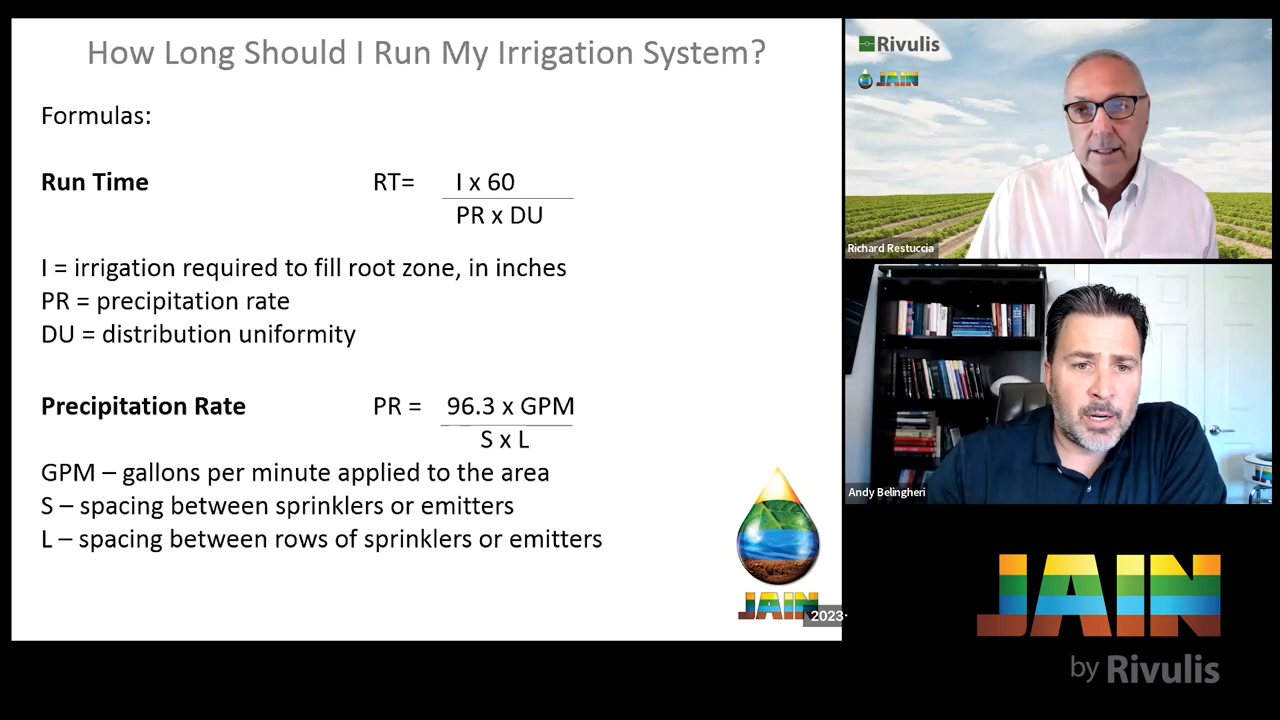 How Long Should I Run My Irrigation System?
Formulas:
Run Time RT= I x 60
PR x DU
I = irrigation required to fill root zone, in inches
PR = precipitation rate
DU = distribution uniformity
Precipitation Rate PR = 96.3 x GPM
S x L
GPM – gallons per minute applied to the area
S – spacing between sprinklers or emitters
L – spacing between rows of sprinklers or emitters
JAIN
2023-
Rivulis
JAIN
Richard Restuccia
Andy Belingheri
JAIN
by Rivulis